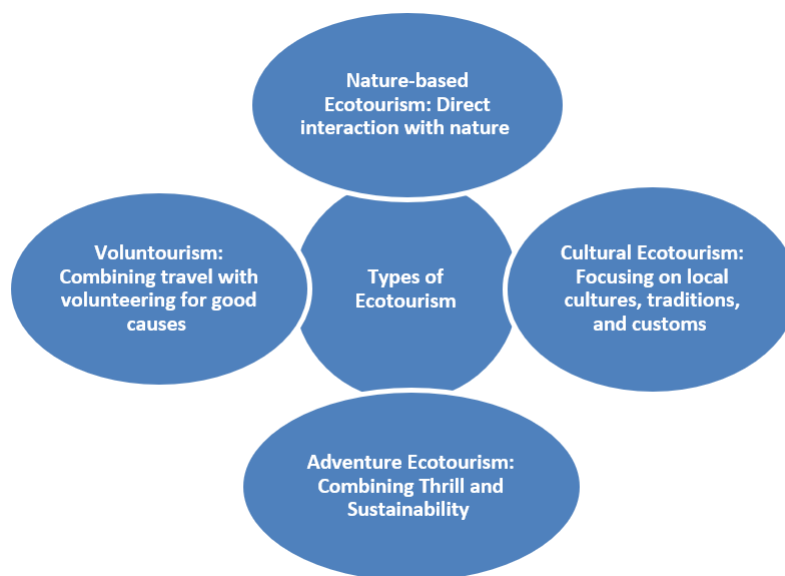 Nature-based
Ecotourism: Direct
interaction with nature
Voluntourism:
Combining travel with
volunteering for good
causes
Types of
Ecotourism
Cultural Ecotourism:
Focusing on local
cultures, traditions,
and customs
Adventure Ecotourism:
Combining Thrill and
Sustainability